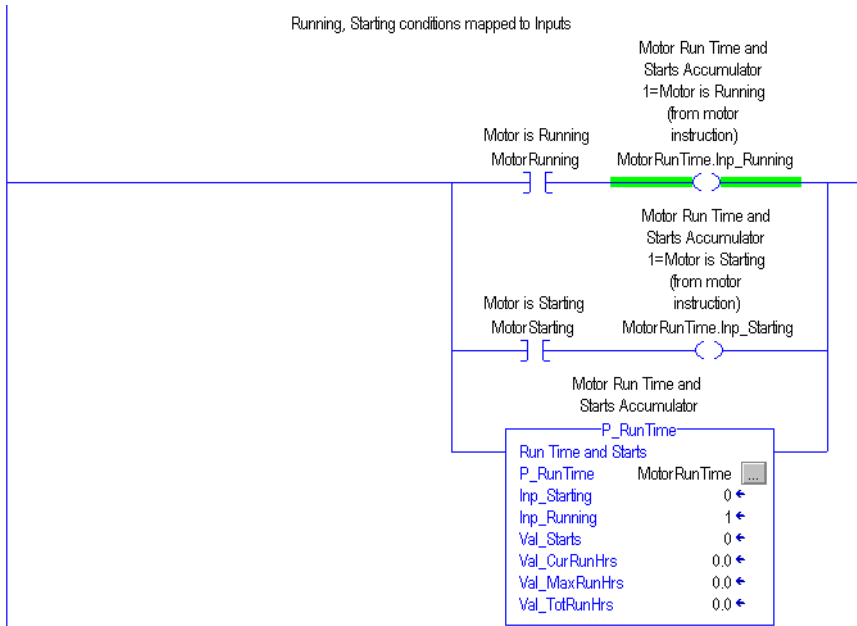 Running, Starting conditions mapped to Inputs
Motor Run Time and
Starts Accumulator
1=Motor is Running
(from motor
instruction)
Motor is Running
MotorRunning
MotorRunTime.Inp_Running
Motor Run Time and
Starts Accumulator
1=Motor is Starting
(from motor
instruction)
Motor is Starting
MotorStarting
MotorRunTime.Inp_Starting
Motor Run Time and
Starts Accumulator
P_RunTime
Run Time and Starts
P_RunTime MotorRunTime ...
Inp_Starting 0
Inp_Running 1
Val_Starts 0
Val_CurRunHrs 0.0
Val_MaxRunHrs 0.0
Val_TotRunHrs 0.0